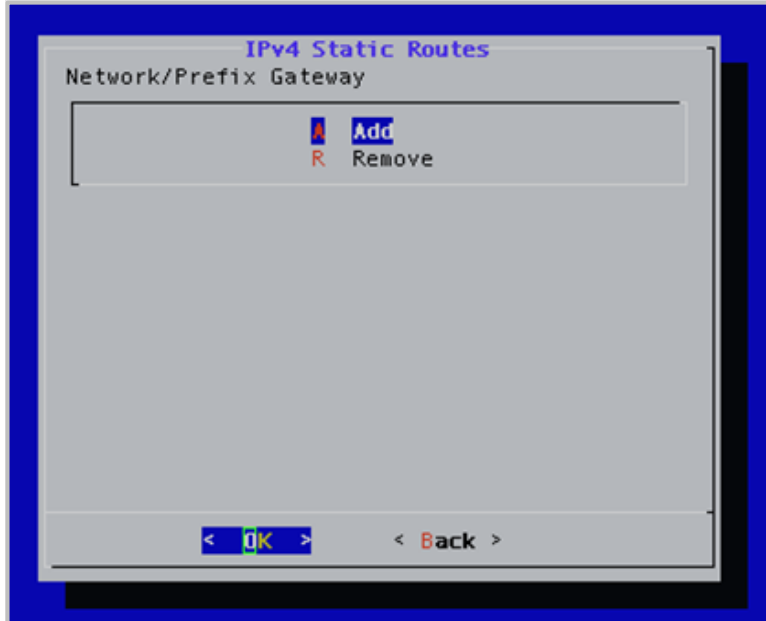 IPv4 Static Routes
Network/Prefix Gateway
A Add
R Remove
< OK > < Back >